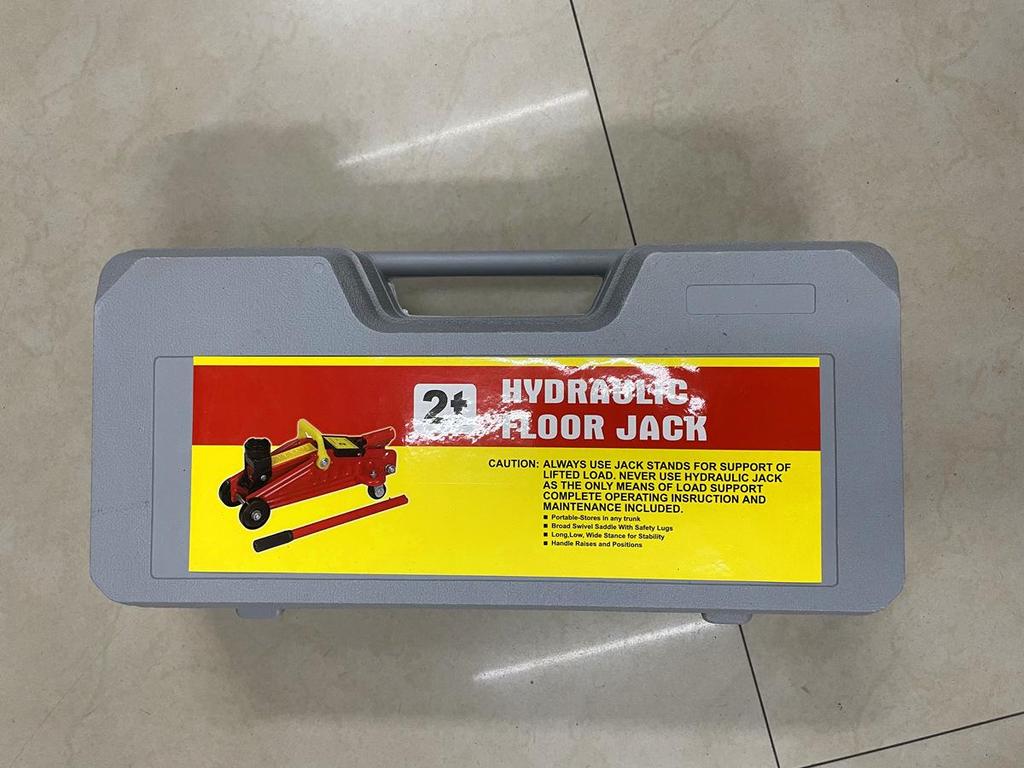 2t
HYDRAULIC
FLOOR JACK
CAUTION: ALWAYS USE JACK STANDS FOR SUPPORT OF
LIFTED LOAD. NEVER USE HYDRAULIC JACK
AS THE ONLY MEANS OF LOAD SUPPORT
COMPLETE OPERATING INSRUCTION AND
MAINTENANCE INCLUDED.
■ Portable-Stores in any trunk
■ Broad Swivel Saddle With Safety Lugs
■ Long,Low, Wide Stance for Stability
■ Handle Raises and Positions